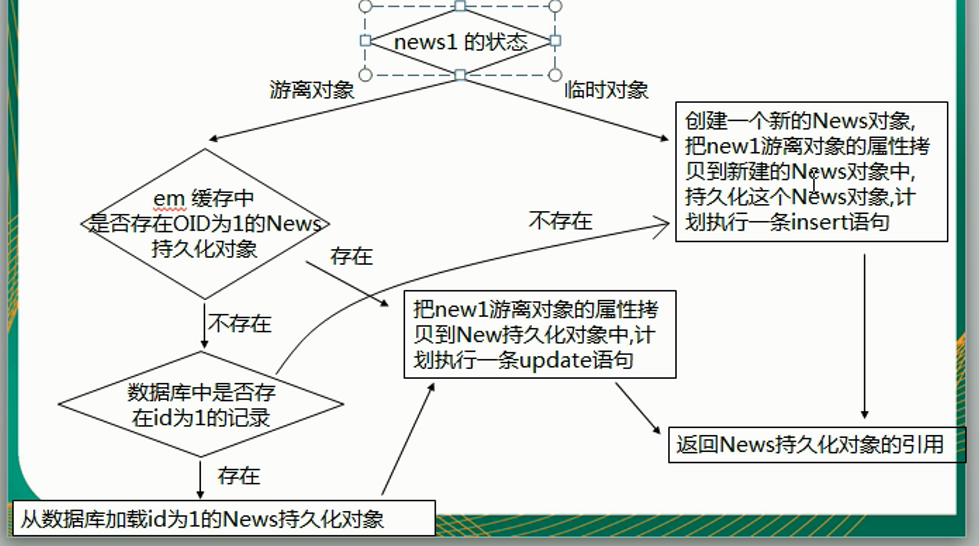 news1 的状态
游离对象
临时对象
创建一个新的News对象,
把new1游离对象的属性拷
贝到新建的News对象中,
持久化这个News对象,计
划执行一条insert语句
em 缓存中
是否存在OID为1的News
持久化对象
不存在
存在
把new1游离对象的属性拷
贝到New持久化对象中,计
划执行一条update语句
不存在
数据库中是否存
在id为1的记录
返回News持久化对象的引用
存在
从数据库加载id为1的News持久化对象